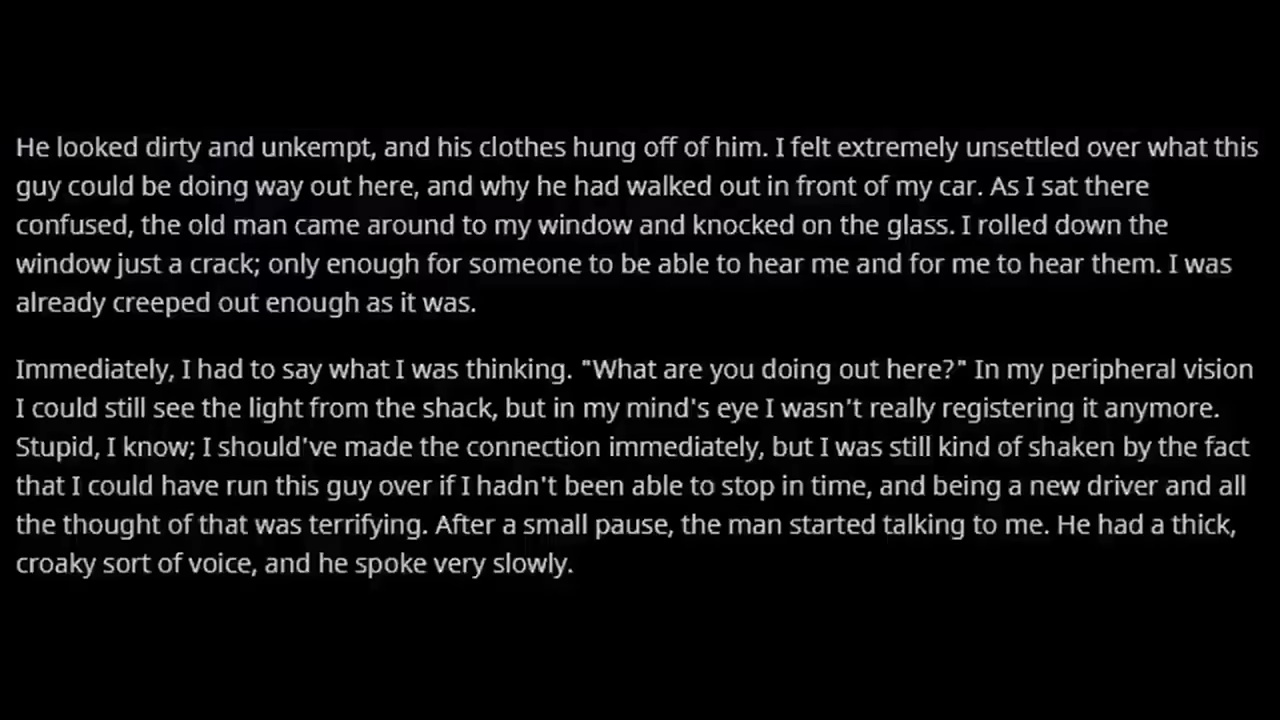 He looked dirty and unkempt, and his clothes hung off of him. I felt extremely unsettled over what this
guy could be doing way out here, and why he had walked out in front of my car. As I sat there
confused, the old man came around to my window and knocked on the glass. I rolled down the
window just a crack; only enough for someone to be able to hear me and for me to hear them. I was
already creeped out enough as it was.
Immediately, I had to say what I was thinking. "What are you doing out here?" In my peripheral vision
I could still see the light from the shack, but in my mind's eye I wasn't really registering it anymore.
Stupid, I know; I should've made the connection immediately, but I was still kind of shaken by the fact
that I could have run this guy over if I hadn't been able to stop in time, and being a new driver and all
the thought of that was terrifying. After a small pause, the man started talking to me. He had a thick,
croaky sort of voice, and he spoke very slowly.